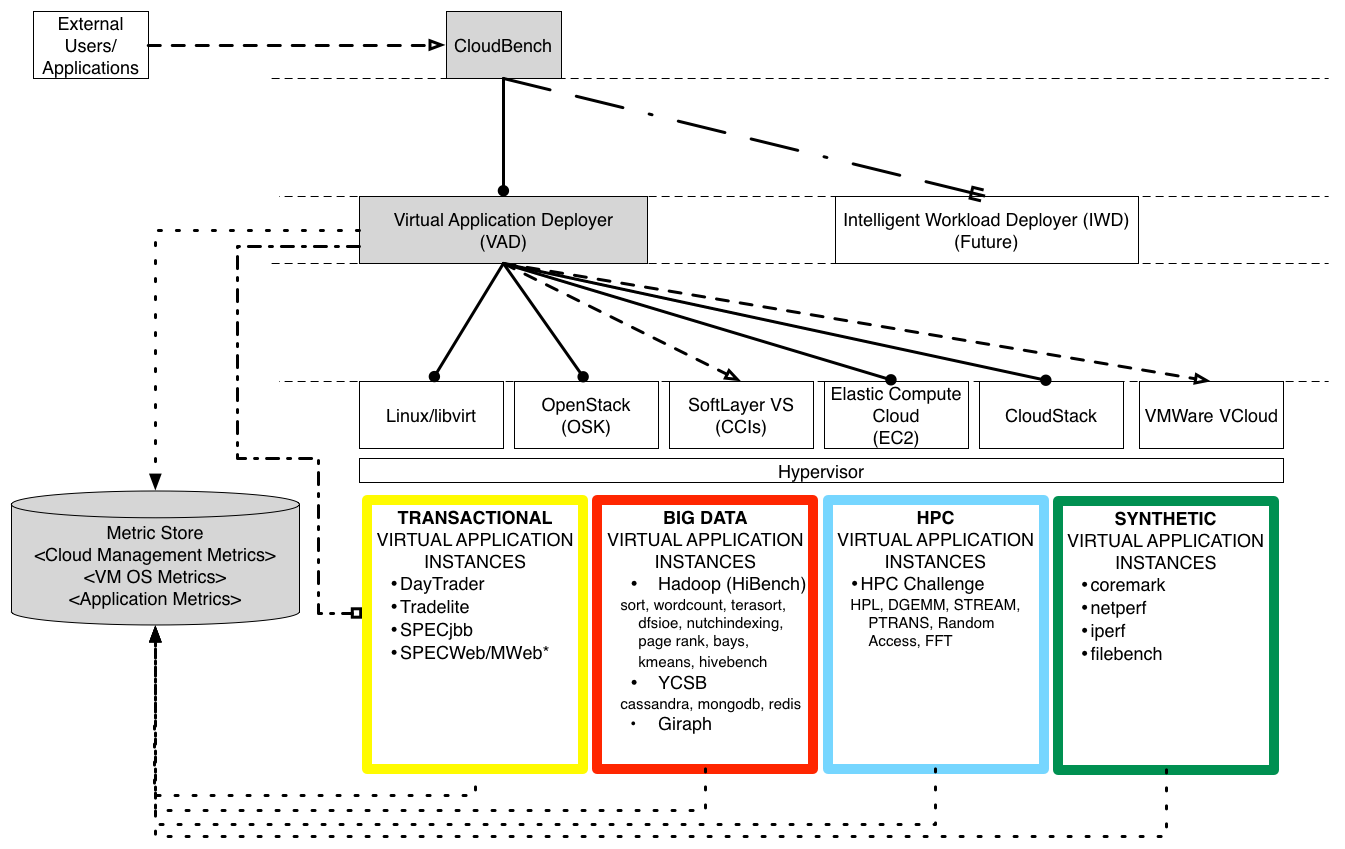 External
Users/
Applications
CloudBench
Virtual Application Deployer
(VAD)
Intelligent Workload Deployer (IWD)
(Future)
Linux/libvirt
OpenStack
(OSK)
SoftLayer VS
(CCIs)
Elastic Compute
Cloud
(EC2)
CloudStack
VMWare VCloud
Hypervisor
Metric Store
<Cloud Management Metrics>
<VM OS Metrics>
<Application Metrics>
TRANSACTIONAL
VIRTUAL APPLICATION
INSTANCES
•DayTrader
•Tradelite
•SPECjbb
•SPECWeb/MWeb*
BIG DATA
VIRTUAL APPLICATION
INSTANCES
• Hadoop (HiBench)
sort, wordcount, terasort,
dfsioe, nutchindexing,
page rank, bays,
kmeans, hivebench
• YCSB
cassandra, mongodb, redis
• Giraph
HPC
VIRTUAL APPLICATION
INSTANCES
•HPC Challenge
HPL, DGEMM, STREAM,
PTRANS, Random
Access, FFT
SYNTHETIC
VIRTUAL APPLICATION
INSTANCES
•coremark
•netperf
•iperf
•filebench